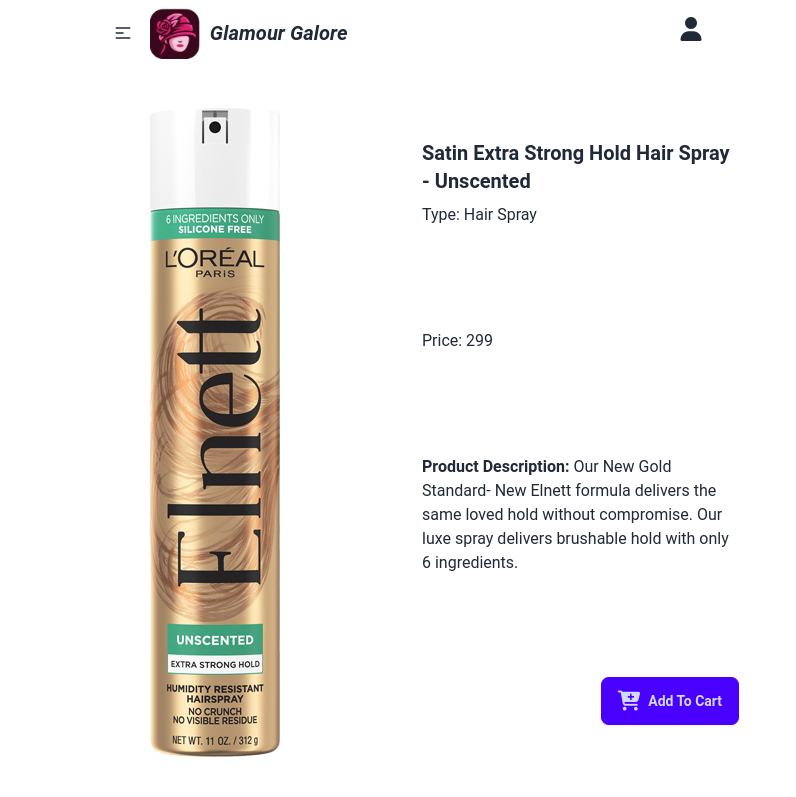 Glamour Galore
6 INGREDIENTS ONLY
SILICONE FREE
L'ORÉAL
PARIS
Elnett
UNSCENTED
EXTRA STRONG HOLD
HUMIDITY RESISTANT
HAIRSPRAY
NO CRUNCH
NO VISIBLE RESIDUE
NET WT. 11 OZ. / 312 g
Satin Extra Strong Hold Hair Spray
- Unscented
Type: Hair Spray
Price: 299
Product Description: Our New Gold
Standard- New Elnett formula delivers the
same loved hold without compromise. Our
luxe spray delivers brushable hold with only
6 ingredients.
Add To Cart